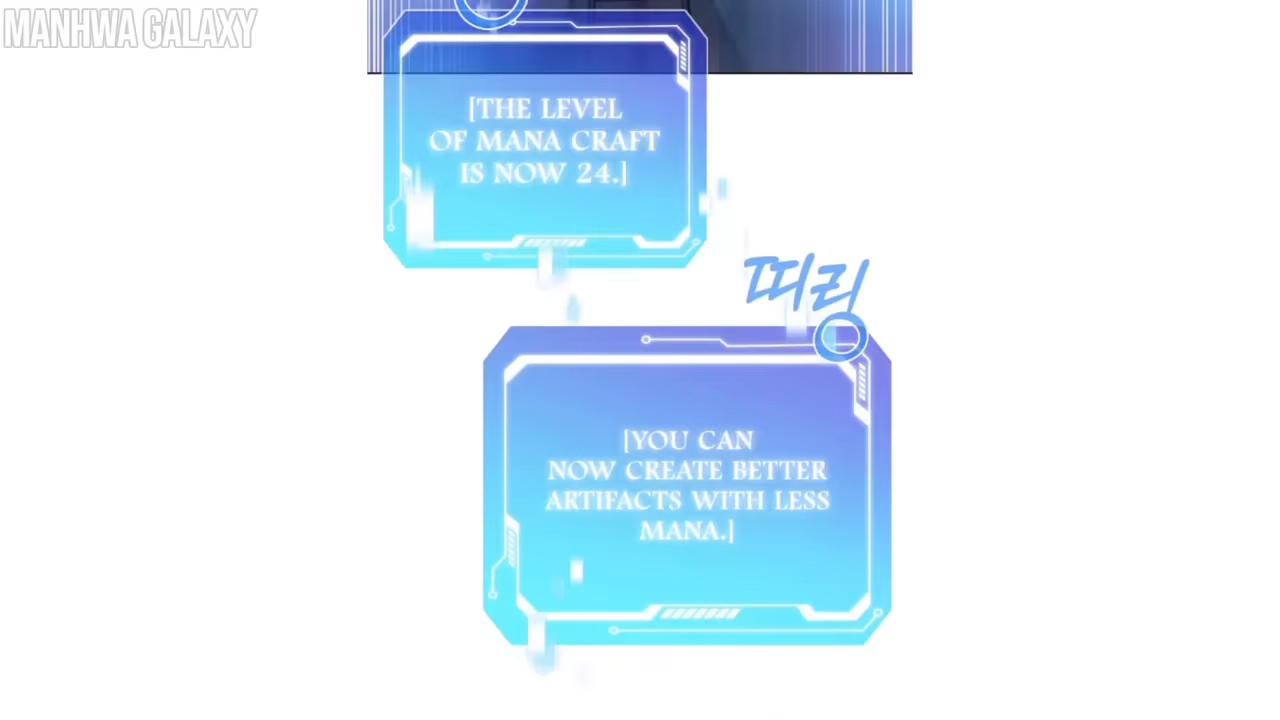 MANHWA GALAXY
[THE LEVEL
OF MANA CRAFT
IS NOW 24.]
띠링
[YOU CAN
NOW CREATE BETTER
ARTIFACTS WITH LESS
MANA.]